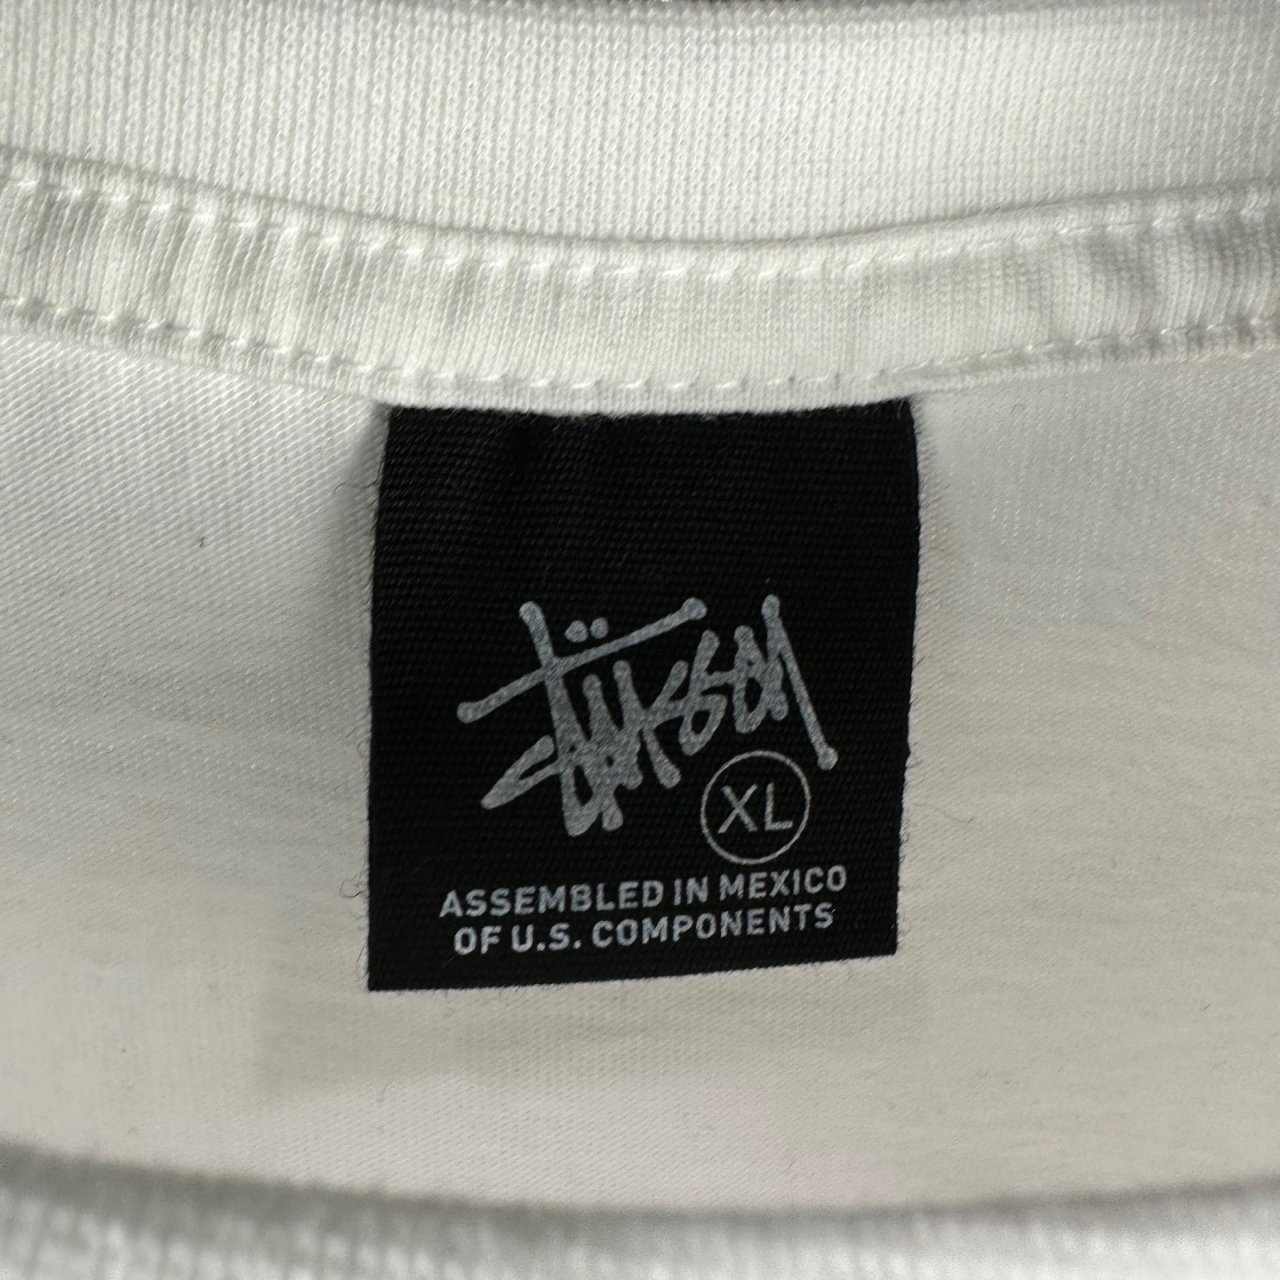 Stüssy
XL
ASSEMBLED IN MEXICO
OF U.S. COMPONENTS